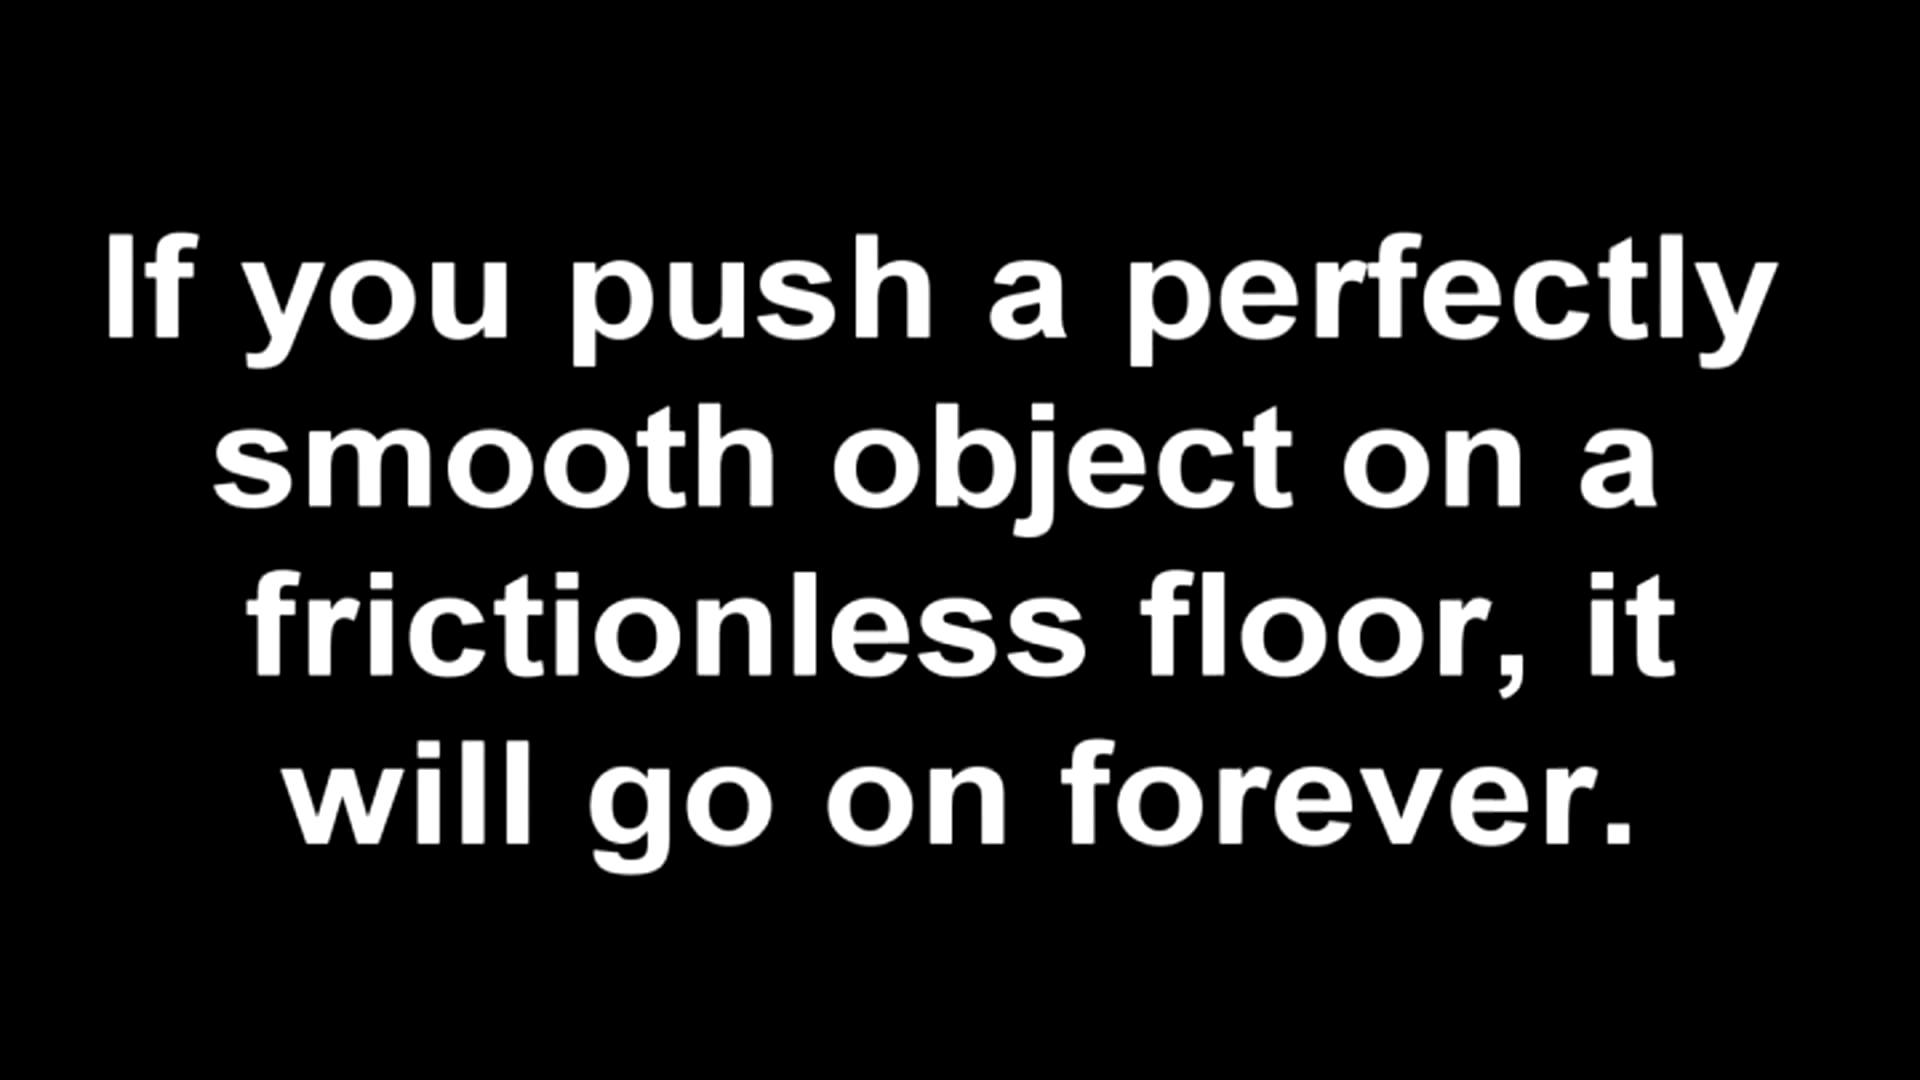 If you push a perfectly
smooth object on a
frictionless floor, it
will go on forever.